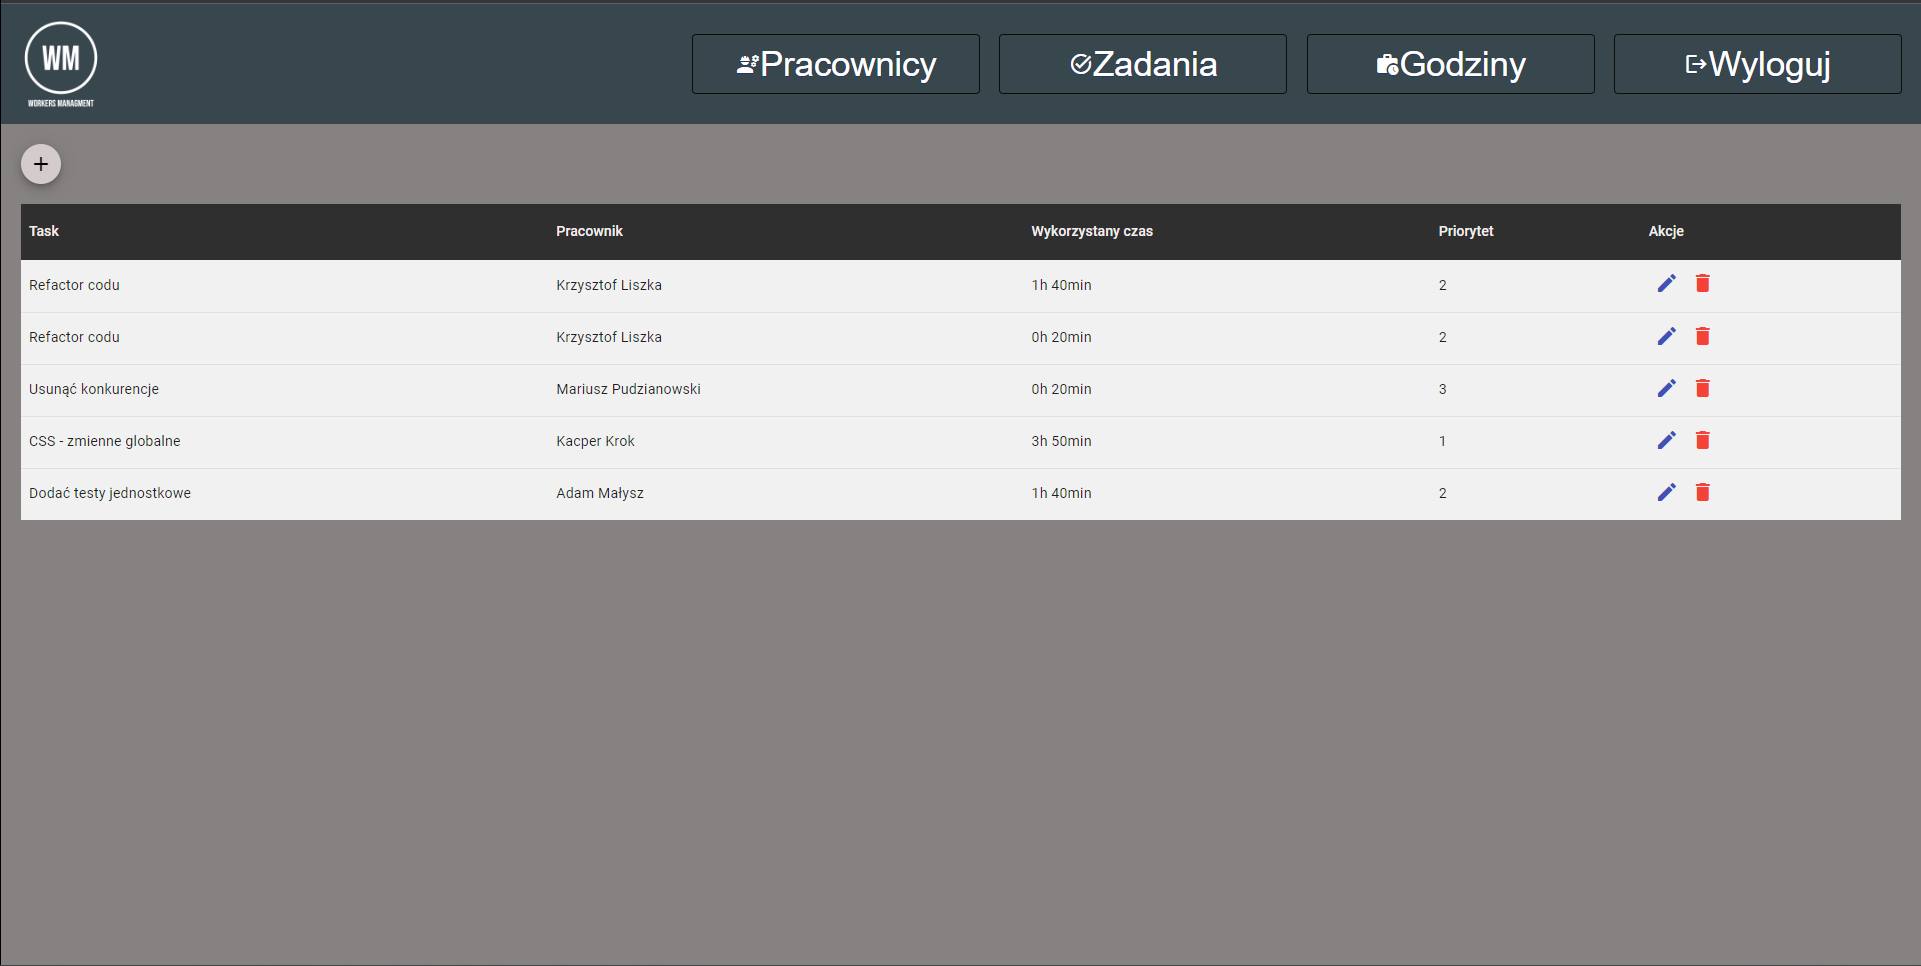 WM
WORKERS MANAGMENT
Pracownicy Zadania Godziny Wyloguj
+
Task Pracownik Wykorzystany czas Priorytet Akcje
Refactor codu Krzysztof Liszka 1h 40min 2
Refactor codu Krzysztof Liszka 0h 20min 2
Usunąć konkurencje Mariusz Pudzianowski 0h 20min 3
CSS - zmienne globalne Kacper Krok 3h 50min 1
Dodać testy jednostkowe Adam Małysz 1h 40min 2